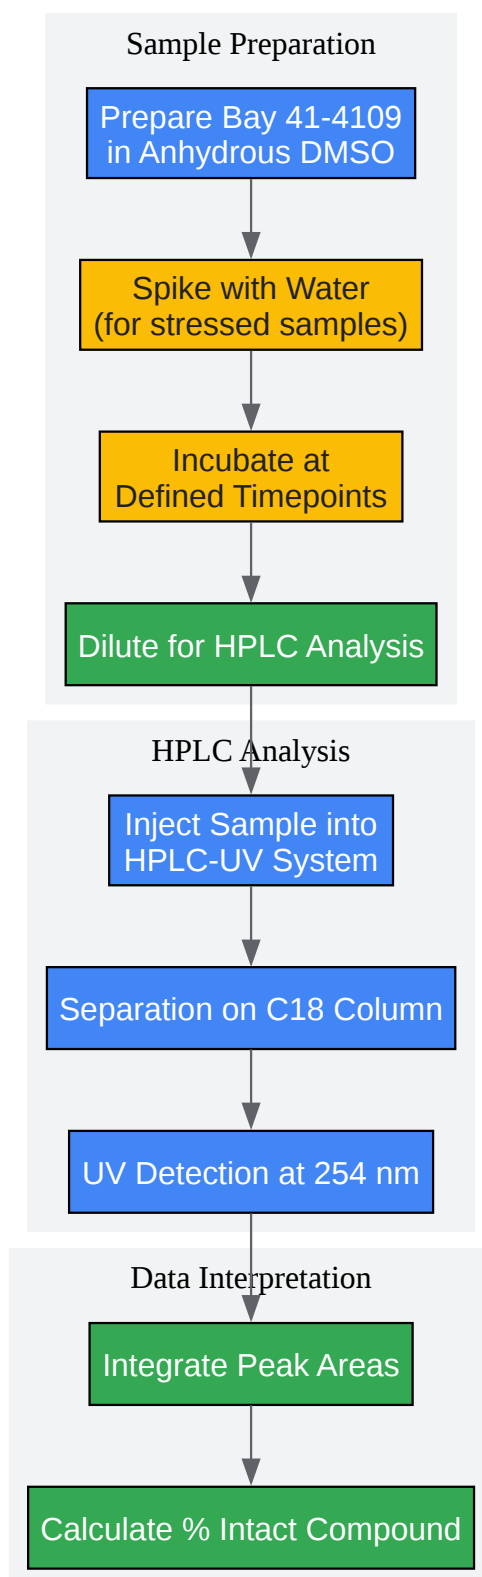 Sample Preparation
Prepare Bay 41-4109
in Anhydrous DMSO
Spike with Water
(for stressed samples)
Incubate at
Defined Timepoints
Dilute for HPLC Analysis
HPLC Analysis
Inject Sample into
HPLC-UV System
Separation on C18 Column
UV Detection at 254 nm
Data Interpretation
Integrate Peak Areas
Calculate % Intact Compound